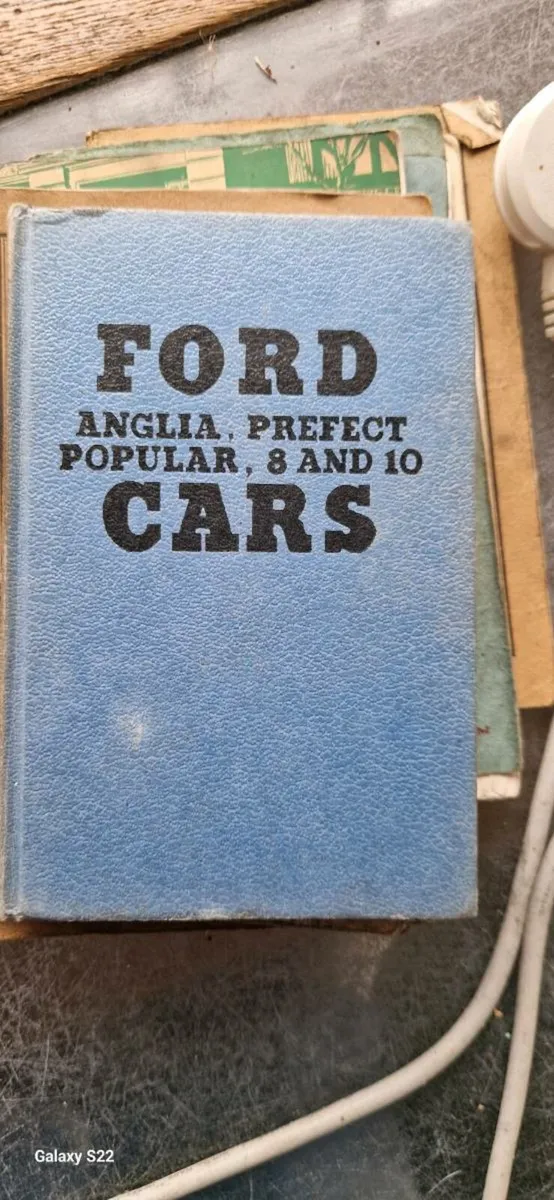 FORD
ANGLIA, PREFECT
POPULAR, 8 AND 10
CARS
Galaxy S22